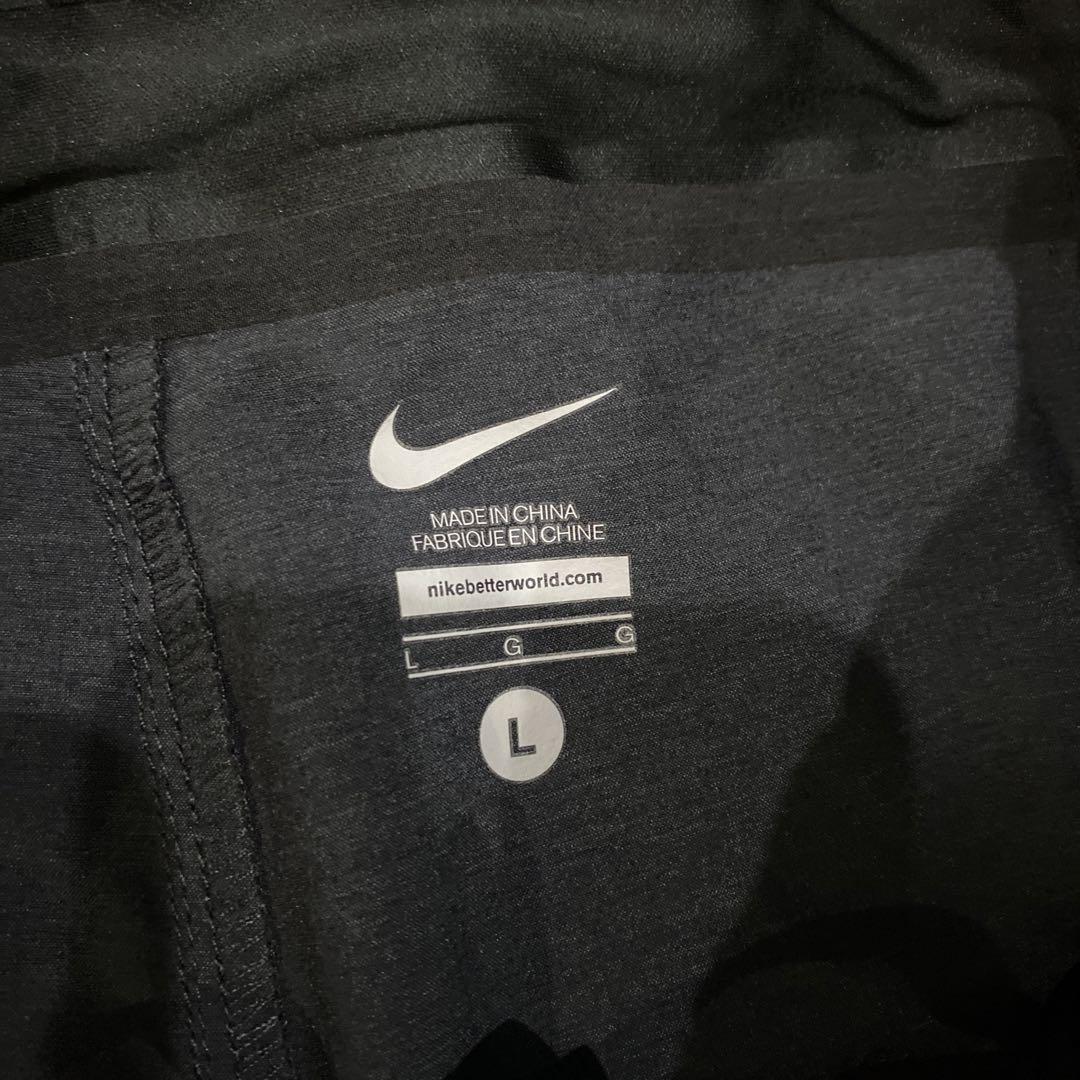 MADE IN CHINA
FABRIQUE EN CHINE
nikebetterworld.com
L G G
L